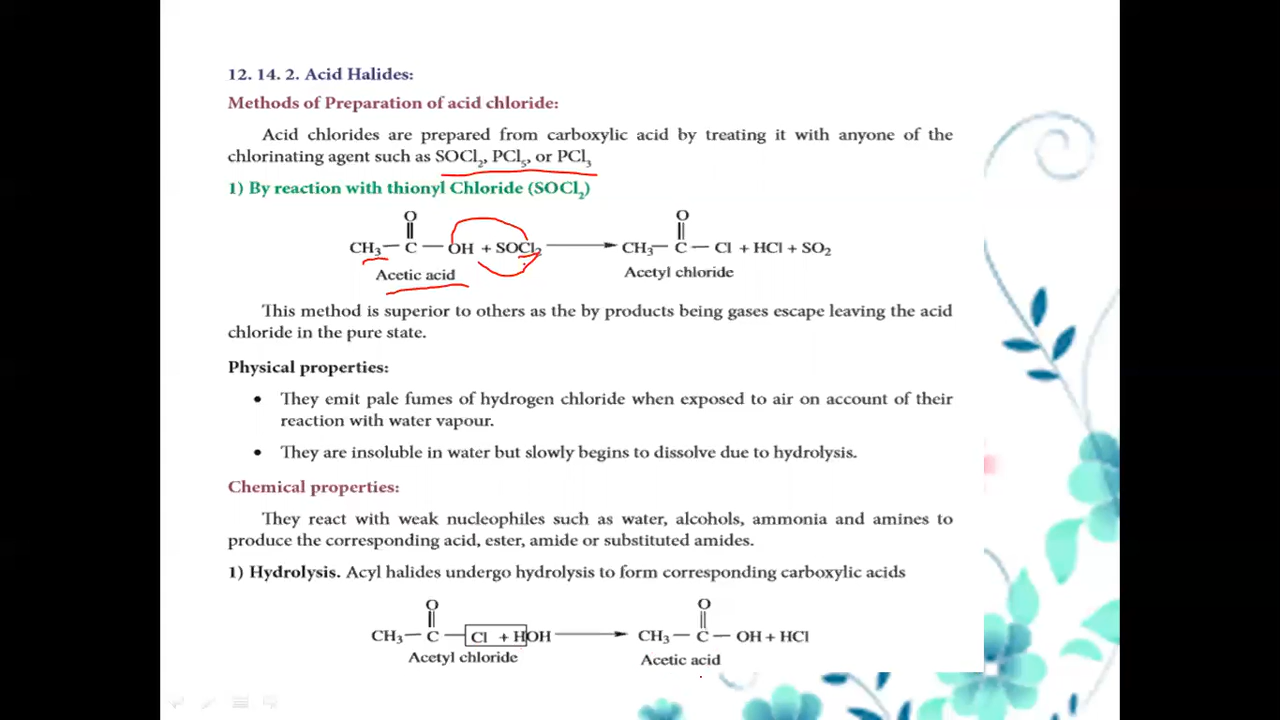 12. 14. 2. Acid Halides:
Methods of Preparation of acid chloride:
Acid chlorides are prepared from carboxylic acid by treating it with anyone of the
chlorinating agent such as SOCl₂, PCl₅, or PCl₃
1) By reaction with thionyl Chloride (SOCl₂)
O O
CH₃ — C — OH + SOCl₂ → CH₃ — C — Cl + HCl + SO₂
Acetic acid Acetyl chloride
This method is superior to others as the by products being gases escape leaving the acid
chloride in the pure state.
Physical properties:
• They emit pale fumes of hydrogen chloride when exposed to air on account of their
reaction with water vapour.
• They are insoluble in water but slowly begins to dissolve due to hydrolysis.
Chemical properties:
They react with weak nucleophiles such as water, alcohols, ammonia and amines to
produce the corresponding acid, ester, amide or substituted amides.
1) Hydrolysis. Acyl halides undergo hydrolysis to form corresponding carboxylic acids
O O
CH₃ — C — Cl + HOH → CH₃ — C — OH + HCl
Acetyl chloride Acetic acid